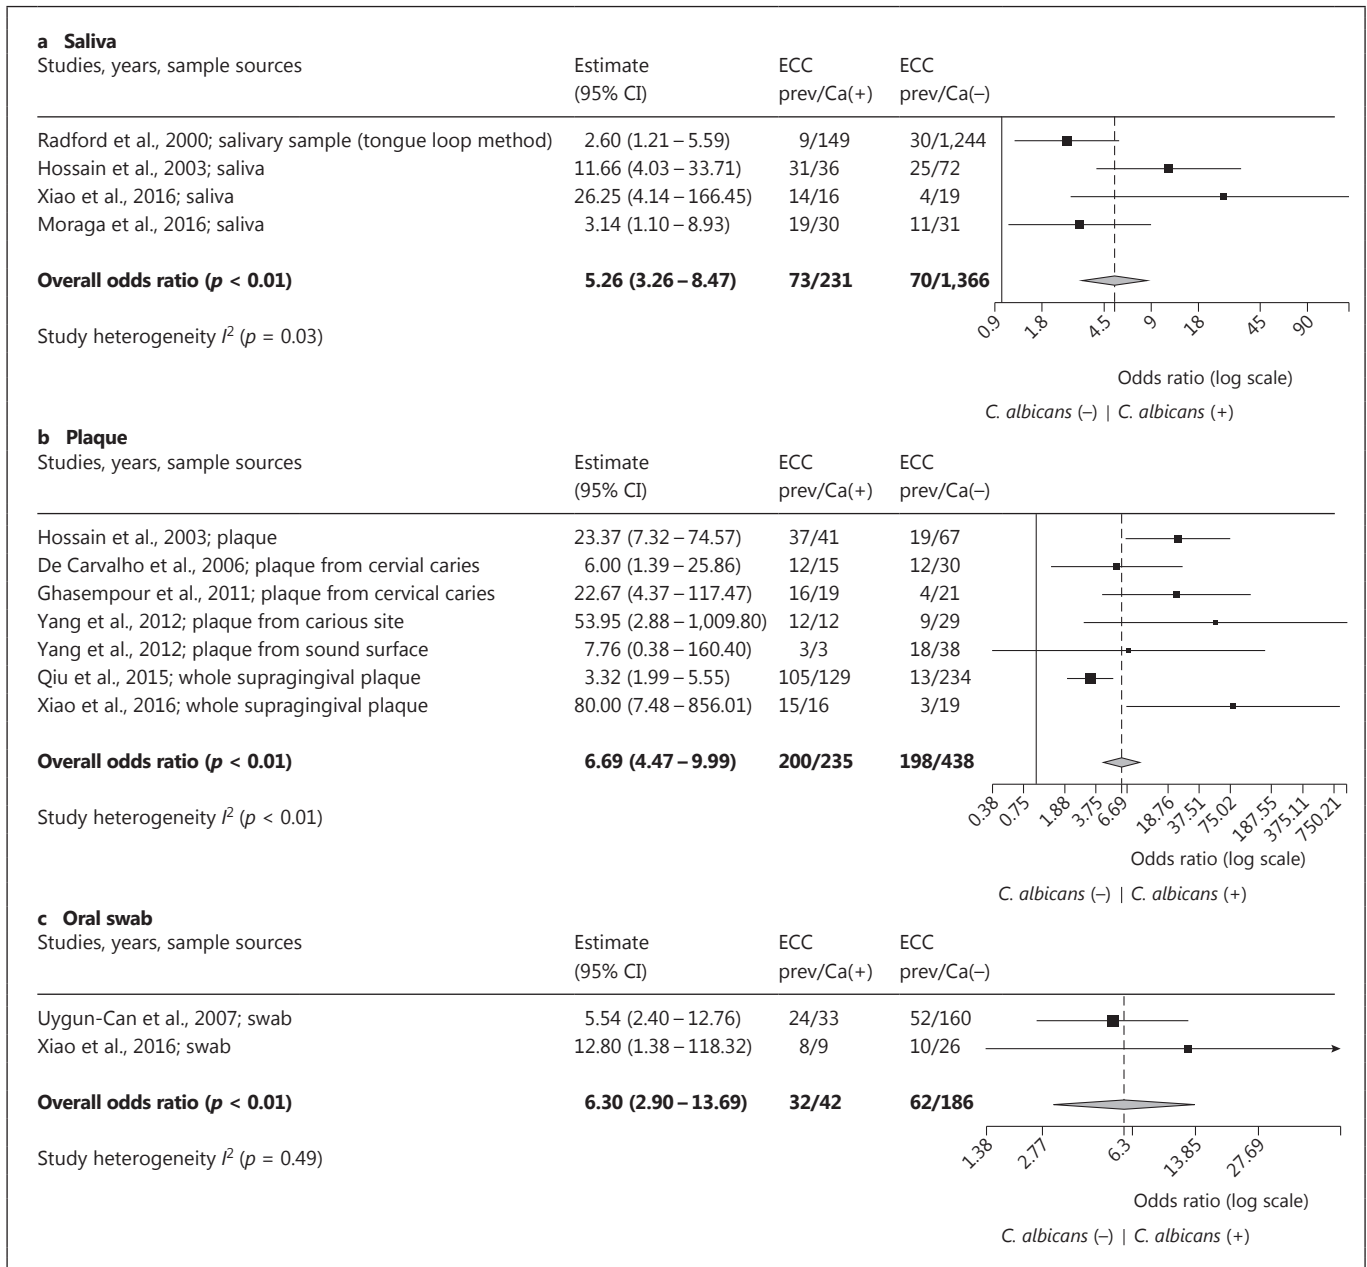 a Saliva
Studies, years, sample sources Estimate (95% CI) ECC prev/Ca(+) ECC prev/Ca(–)
Radford et al., 2000; salivary sample (tongue loop method) 2.60 (1.21 – 5.59) 9/149 30/1,244
Hossain et al., 2003; saliva 11.66 (4.03 – 33.71) 31/36 25/72
Xiao et al., 2016; saliva 26.25 (4.14 – 166.45) 14/16 4/19
Moraga et al., 2016; saliva 3.14 (1.10 – 8.93) 19/30 11/31
Overall odds ratio (p < 0.01) 5.26 (3.26 – 8.47) 73/231 70/1,366
Study heterogeneity I² (p = 0.03)
0.9 1.8 4.5 9 18 45 90
Odds ratio (log scale)
C. albicans (–) | C. albicans (+)
b Plaque
Studies, years, sample sources Estimate (95% CI) ECC prev/Ca(+) ECC prev/Ca(–)
Hossain et al., 2003; plaque 23.37 (7.32 – 74.57) 37/41 19/67
De Carvalho et al., 2006; plaque from cervial caries 6.00 (1.39 – 25.86) 12/15 12/30
Ghasempour et al., 2011; plaque from cervical caries 22.67 (4.37 – 117.47) 16/19 4/21
Yang et al., 2012; plaque from carious site 53.95 (2.88 – 1,009.80) 12/12 9/29
Yang et al., 2012; plaque from sound surface 7.76 (0.38 – 160.40) 3/3 18/38
Qiu et al., 2015; whole supragingival plaque 3.32 (1.99 – 5.55) 105/129 13/234
Xiao et al., 2016; whole supragingival plaque 80.00 (7.48 – 856.01) 15/16 3/19
Overall odds ratio (p < 0.01) 6.69 (4.47 – 9.99) 200/235 198/438
Study heterogeneity I² (p < 0.01)
0.38 0.75 1.88 3.75 6.69 18.76 37.51 75.02 187.55 375.11 750.21
Odds ratio (log scale)
C. albicans (–) | C. albicans (+)
c Oral swab
Studies, years, sample sources Estimate (95% CI) ECC prev/Ca(+) ECC prev/Ca(–)
Uygun-Can et al., 2007; swab 5.54 (2.40 – 12.76) 24/33 52/160
Xiao et al., 2016; swab 12.80 (1.38 – 118.32) 8/9 10/26
Overall odds ratio (p < 0.01) 6.30 (2.90 – 13.69) 32/42 62/186
Study heterogeneity I² (p = 0.49)
1.38 2.77 6.3 13.85 27.69
Odds ratio (log scale)
C. albicans (–) | C. albicans (+)